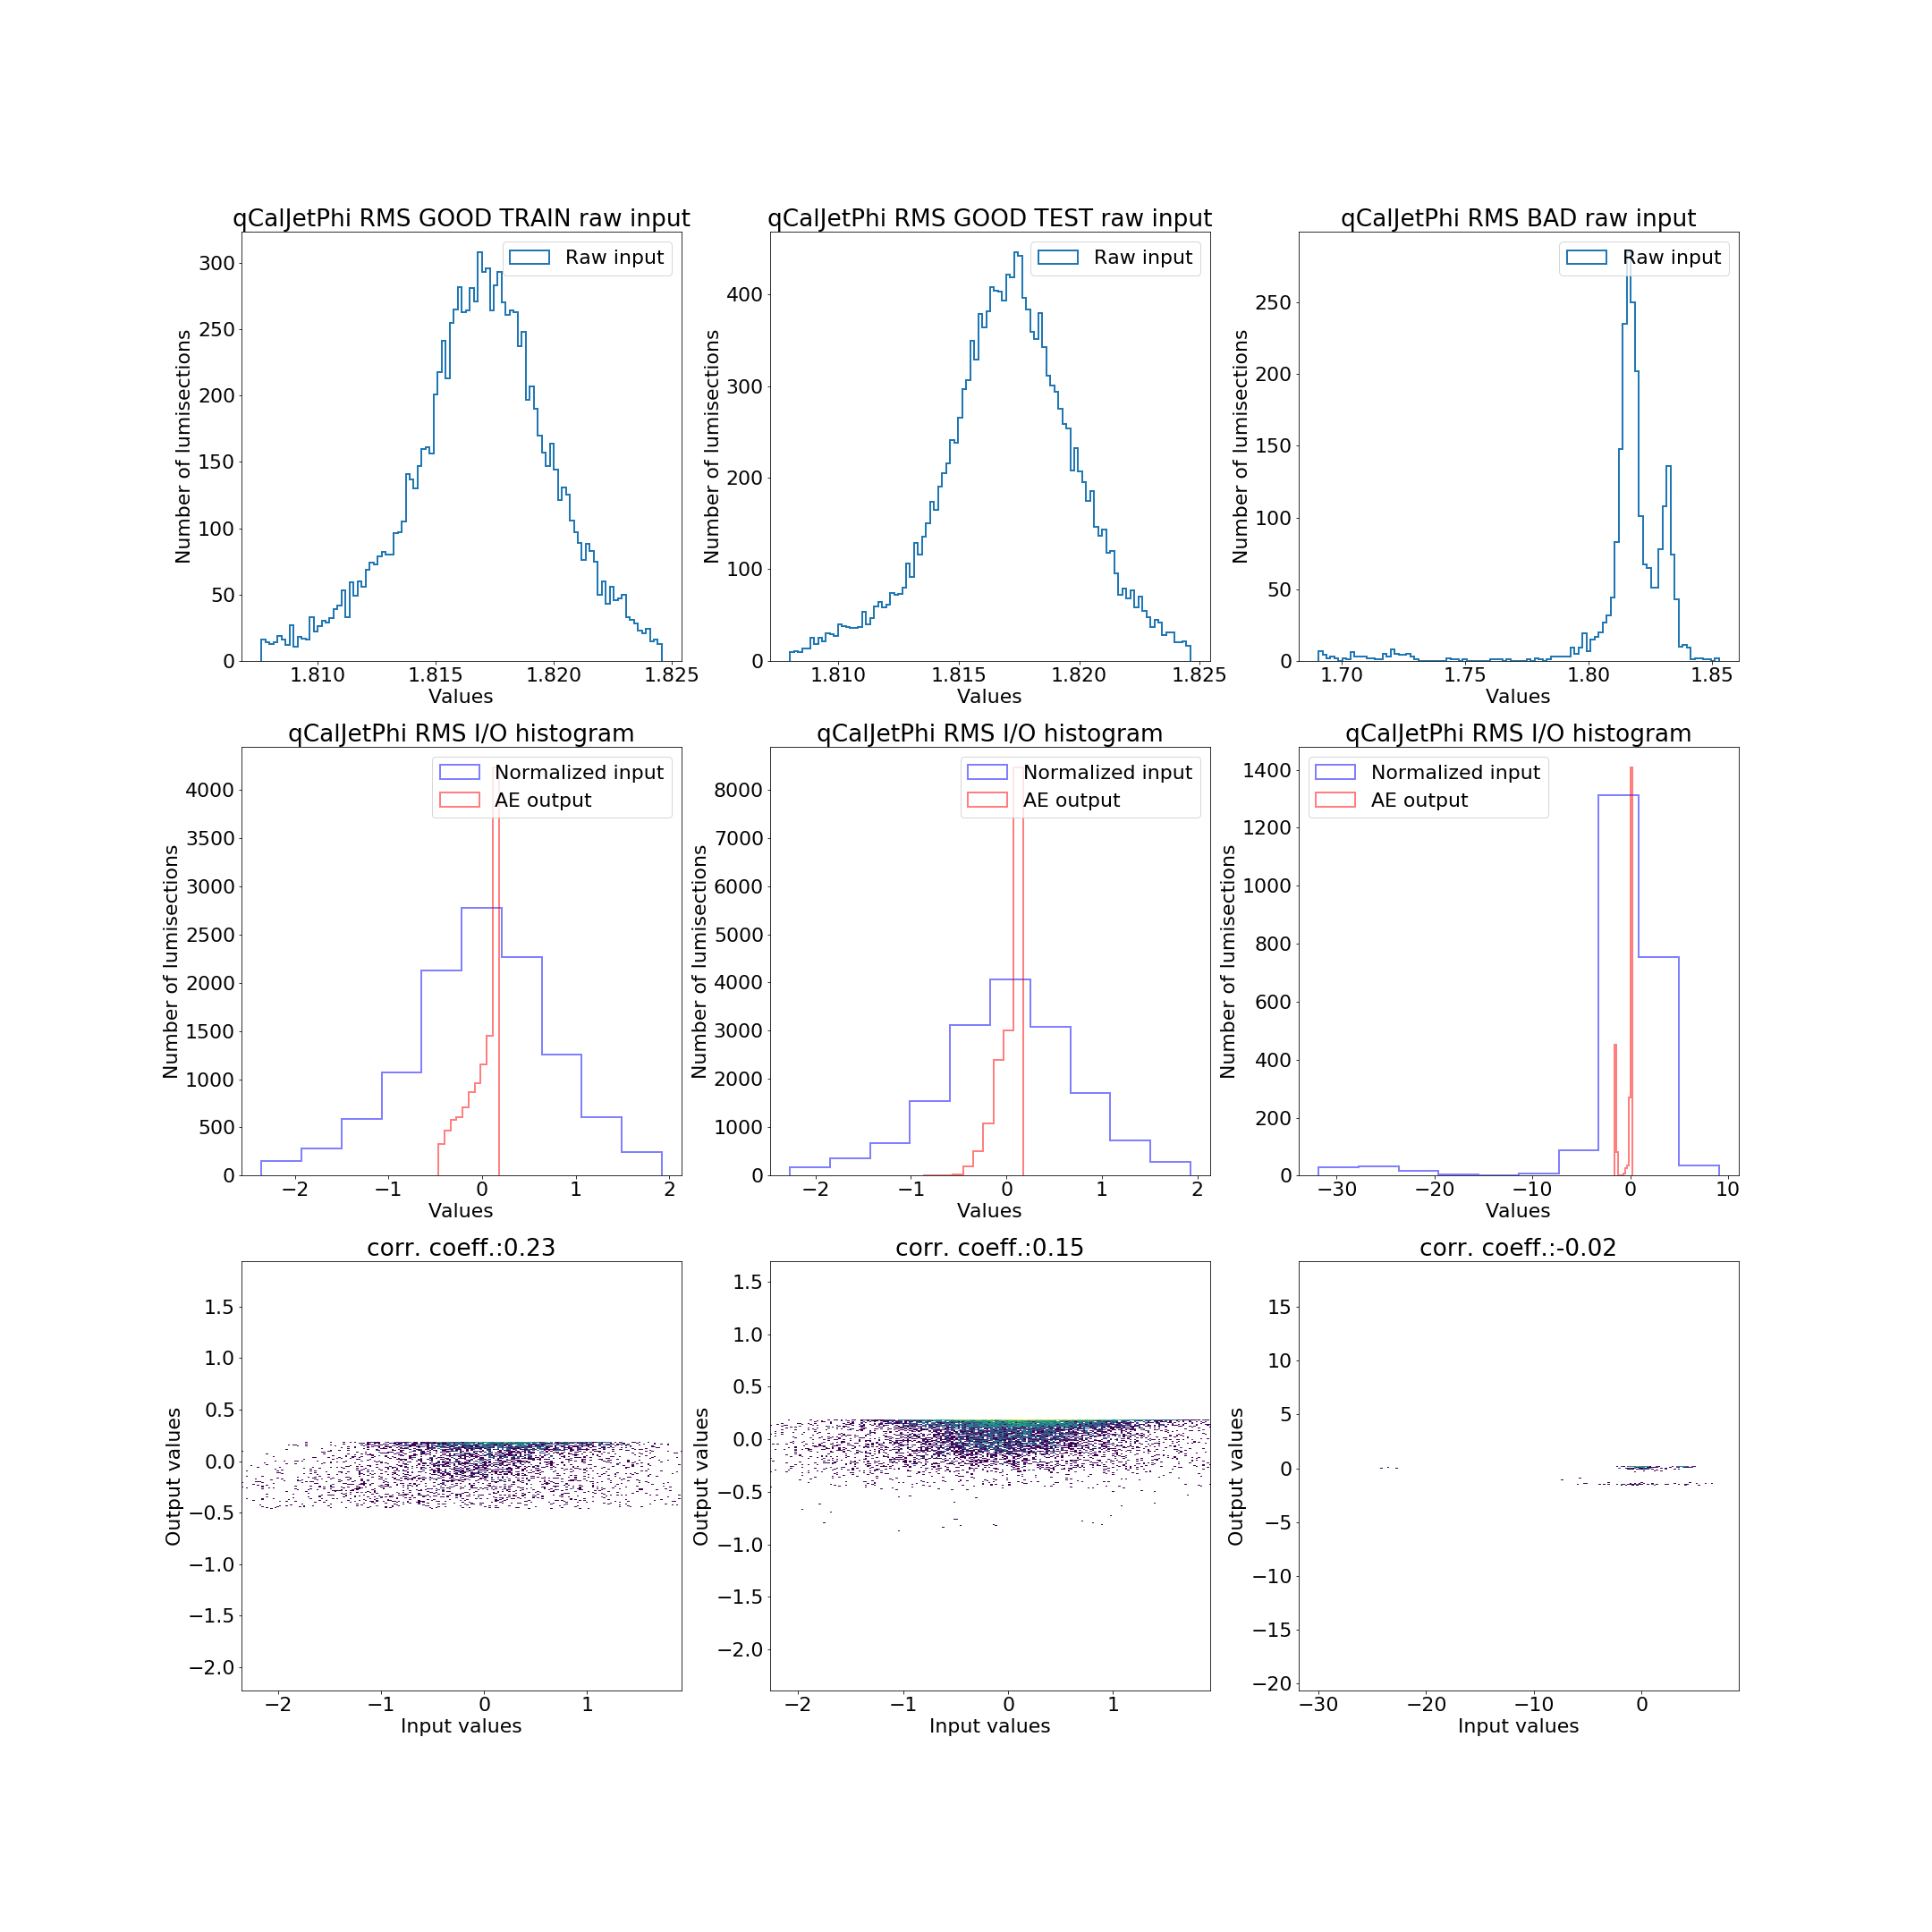 qCalJetPhi RMS GOOD TRAIN raw input
Raw input
Number of lumisections
300
250
200
150
100
50
0
1.810
1.815
1.820
1.825
Values
qCalJetPhi RMS GOOD TEST raw input
Raw input
Number of lumisections
400
300
200
100
0
1.810
1.815
1.820
1.825
Values
qCalJetPhi RMS BAD raw input
Raw input
Number of lumisections
250
200
150
100
50
0
1.70
1.75
1.80
1.85
Values
qCalJetPhi RMS I/O histogram
Normalized input
AE output
Number of lumisections
4000
3500
3000
2500
2000
1500
1000
500
0
−2
−1
0
1
2
Values
qCalJetPhi RMS I/O histogram
Normalized input
AE output
Number of lumisections
8000
7000
6000
5000
4000
3000
2000
1000
0
−2
−1
0
1
2
Values
qCalJetPhi RMS I/O histogram
Normalized input
AE output
Number of lumisections
1400
1200
1000
800
600
400
200
0
−30
−20
−10
0
10
Values
corr. coeff.:0.23
Output values
1.5
1.0
0.5
0.0
−0.5
−1.0
−1.5
−2.0
−2
−1
0
1
Input values
corr. coeff.:0.15
Output values
1.5
1.0
0.5
0.0
−0.5
−1.0
−1.5
−2.0
−2
−1
0
1
Input values
corr. coeff.:-0.02
Output values
15
10
5
0
−5
−10
−15
−20
−30
−20
−10
0
Input values